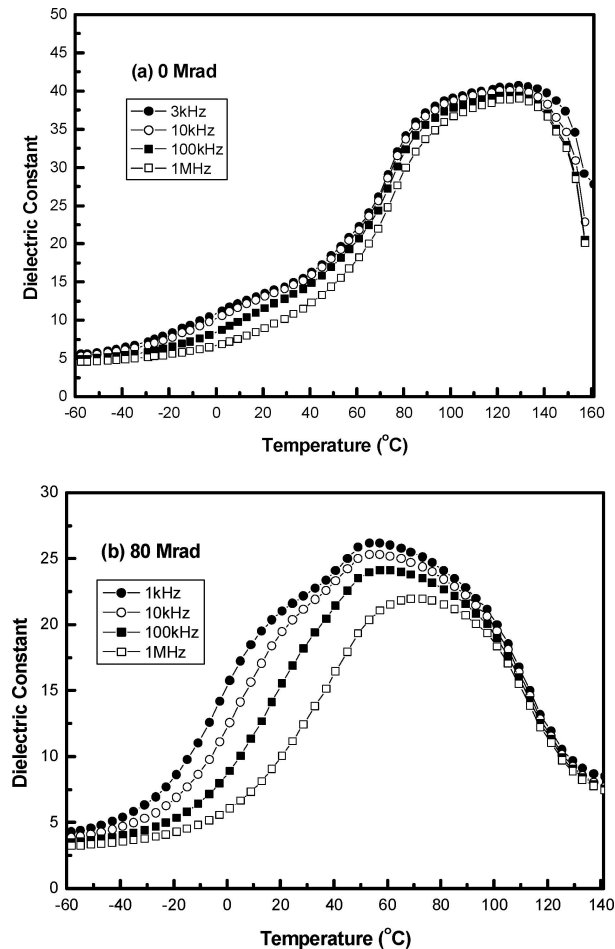 50
45
40
35
30
25
20
15
10
5
0
Dielectric Constant
(a) 0 Mrad
3kHz
10kHz
100kHz
1MHz
-60 -40 -20 0 20 40 60 80 100 120 140 160
Temperature (°C)
30
25
20
15
10
5
0
Dielectric Constant
(b) 80 Mrad
1kHz
10kHz
100kHz
1MHz
-60 -40 -20 0 20 40 60 80 100 120 140
Temperature (°C)